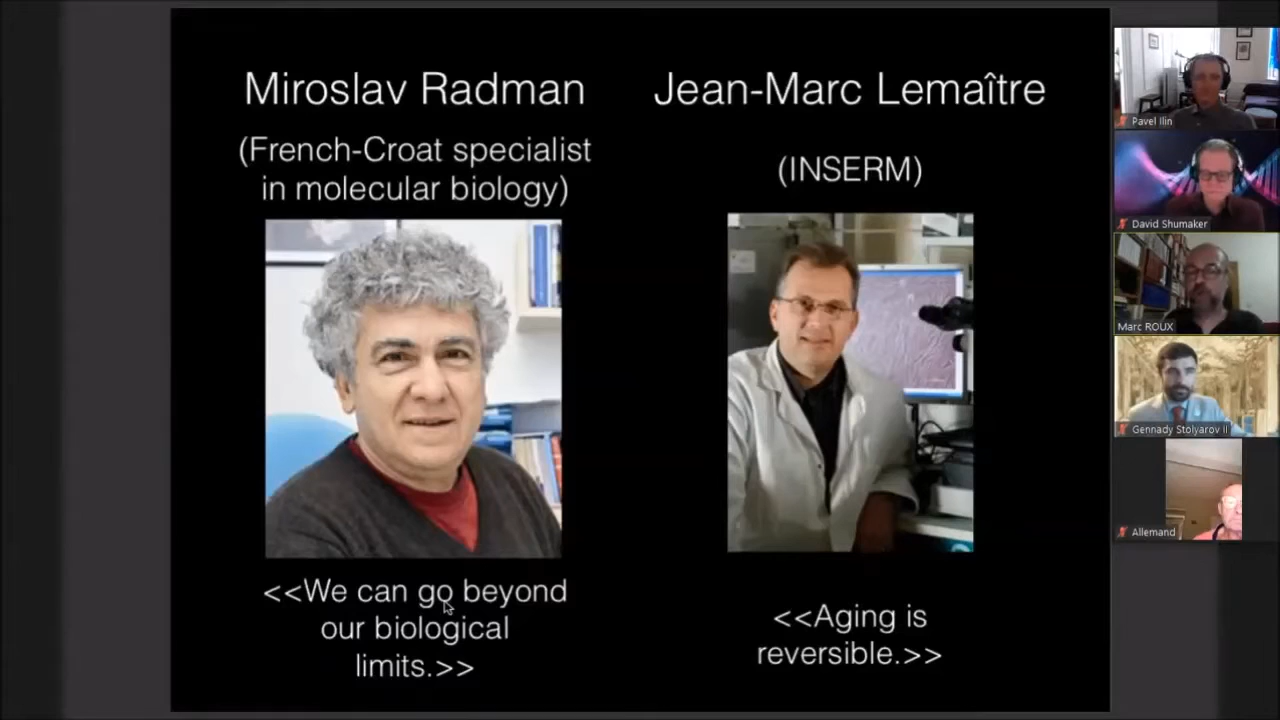 Miroslav Radman
(French-Croat specialist
in molecular biology)
<<We can go beyond
our biological
limits.>>
Jean-Marc Lemaître
(INSERM)
<<Aging is
reversible.>>
Pavel Ilin
David Shumaker
Marc ROUX
Gennady Stolyarov II
Allemand